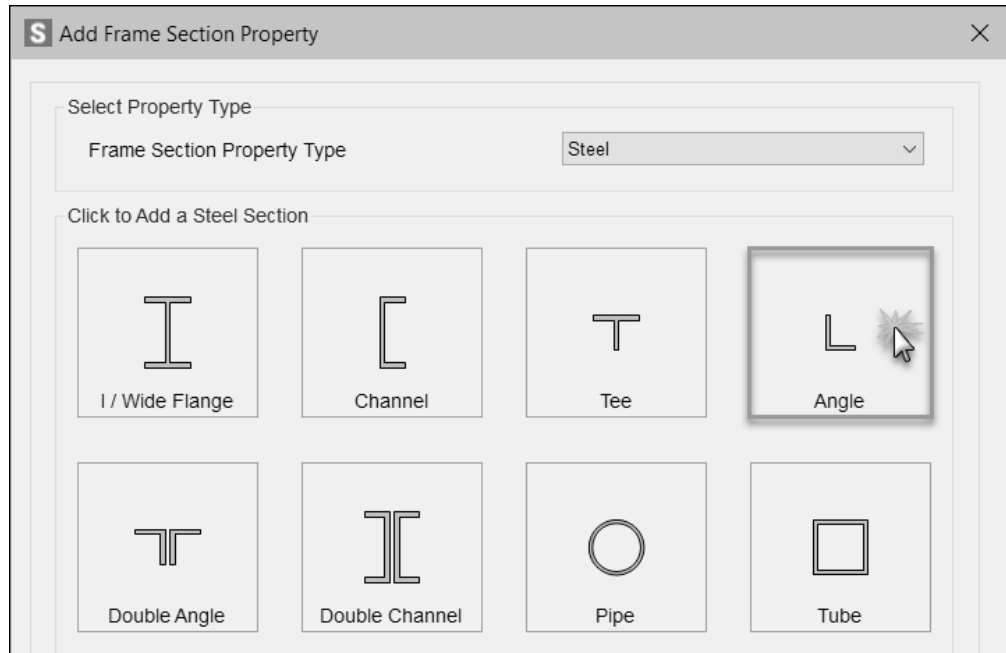 S Add Frame Section Property
Select Property Type
Frame Section Property Type Steel
Click to Add a Steel Section
I / Wide Flange Channel Tee Angle
Double Angle Double Channel Pipe Tube